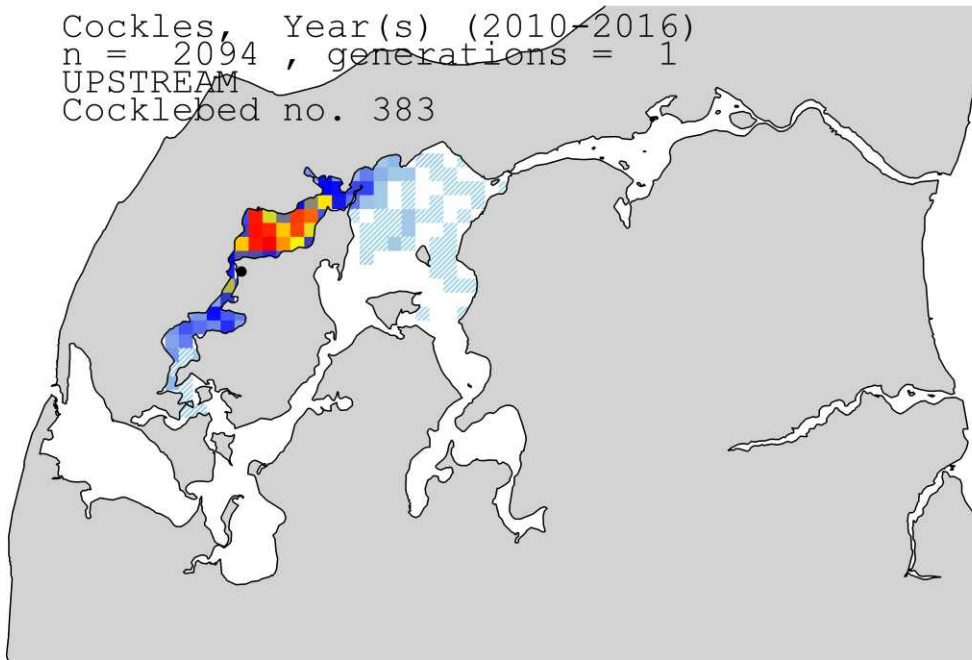 Cockles,  Year(s) (2010-2016)
n =  2094 , generations =  1
UPSTREAM
Cocklebed no. 383